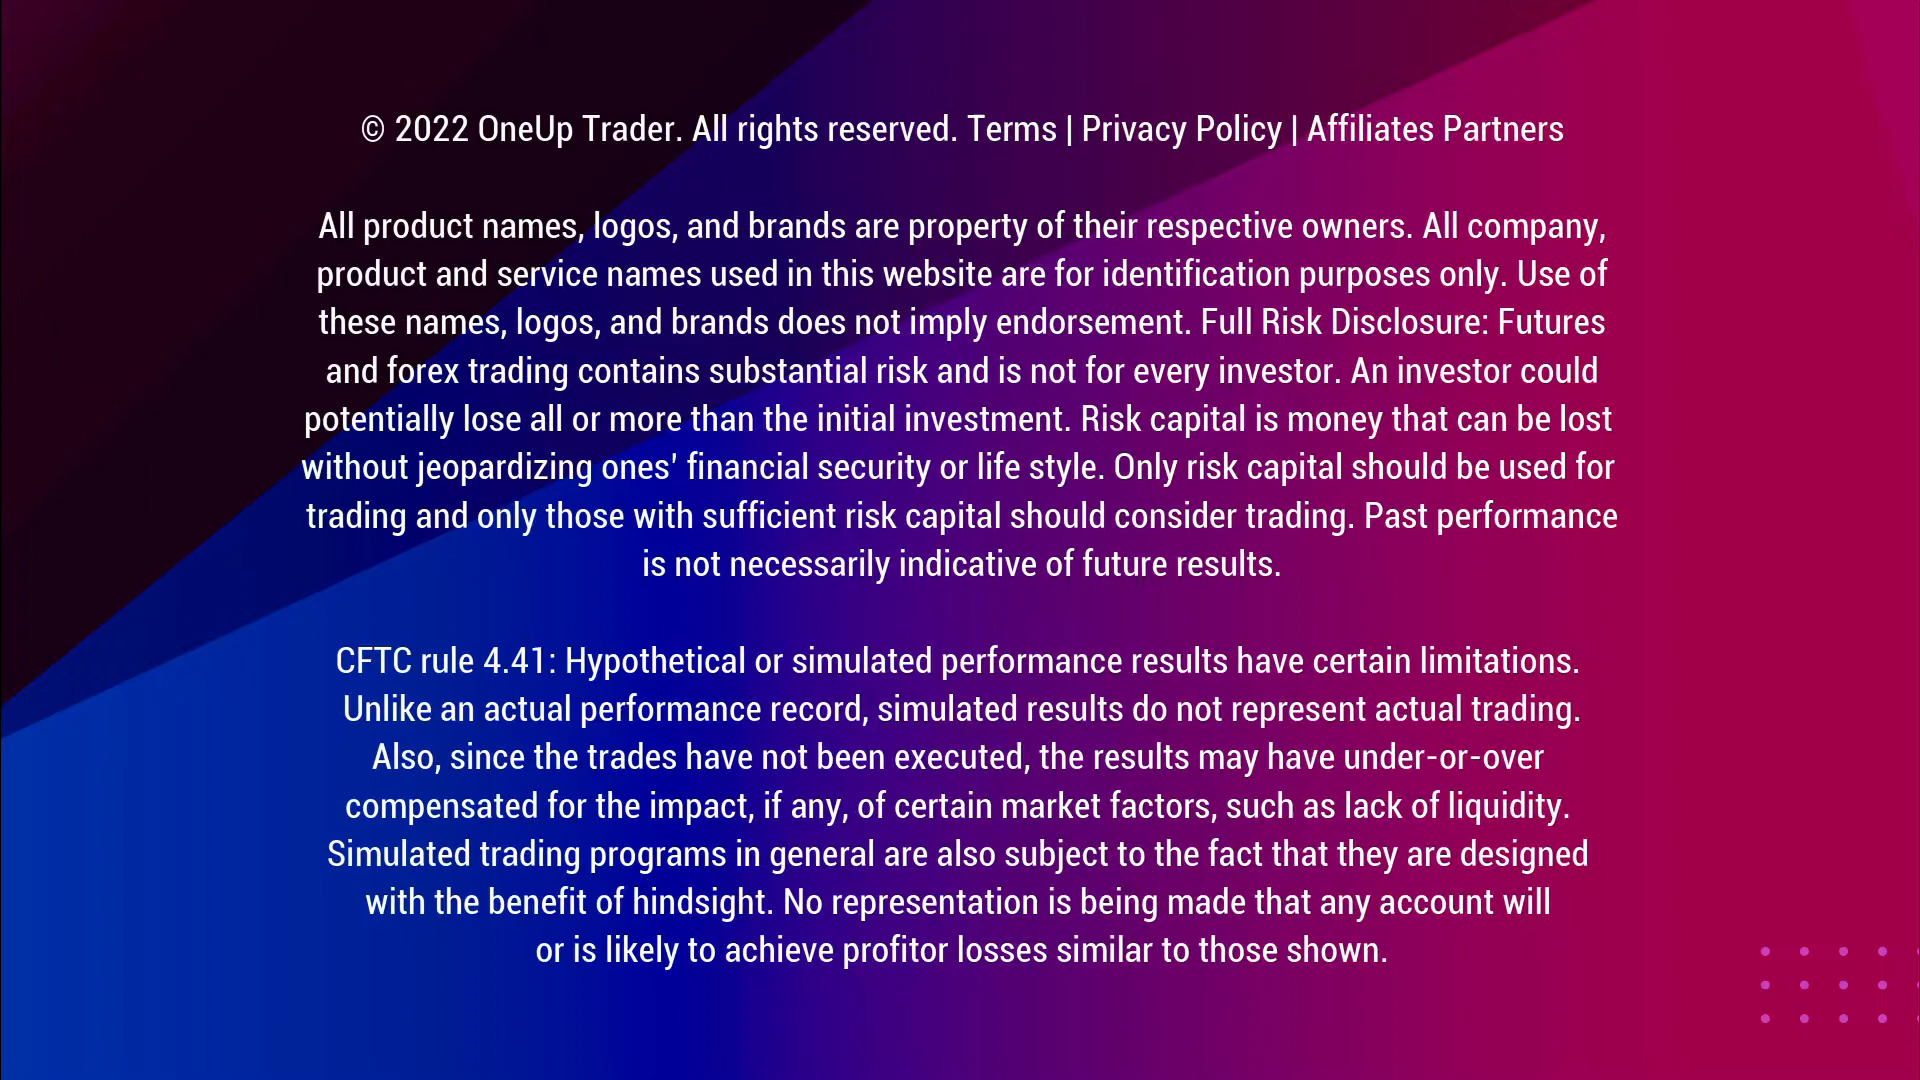 © 2022 OneUp Trader. All rights reserved. Terms | Privacy Policy | Affiliates Partners
All product names, logos, and brands are property of their respective owners. All company,
product and service names used in this website are for identification purposes only. Use of
these names, logos, and brands does not imply endorsement. Full Risk Disclosure: Futures
and forex trading contains substantial risk and is not for every investor. An investor could
potentially lose all or more than the initial investment. Risk capital is money that can be lost
without jeopardizing ones' financial security or life style. Only risk capital should be used for
trading and only those with sufficient risk capital should consider trading. Past performance
is not necessarily indicative of future results.
CFTC rule 4.41: Hypothetical or simulated performance results have certain limitations.
Unlike an actual performance record, simulated results do not represent actual trading.
Also, since the trades have not been executed, the results may have under-or-over
compensated for the impact, if any, of certain market factors, such as lack of liquidity.
Simulated trading programs in general are also subject to the fact that they are designed
with the benefit of hindsight. No representation is being made that any account will
or is likely to achieve profitor losses similar to those shown.